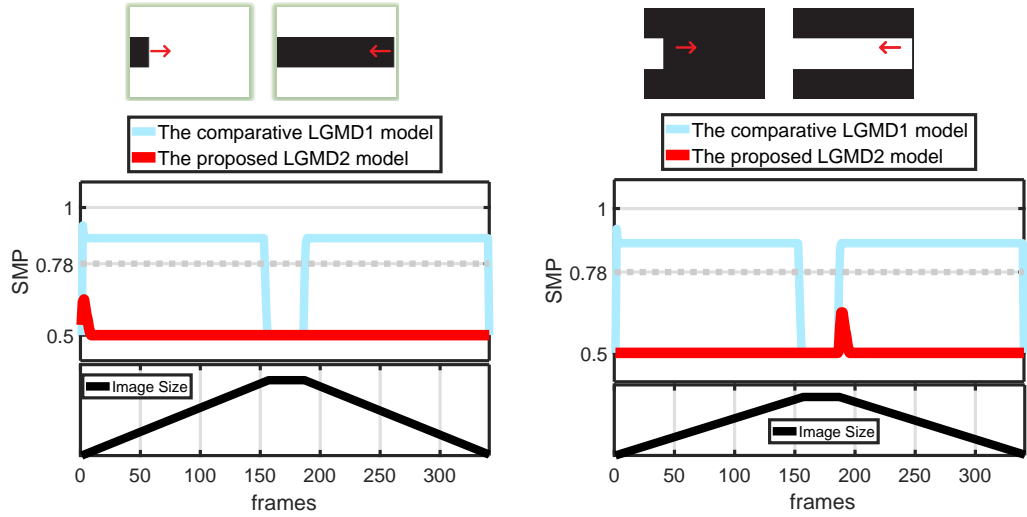 The comparative LGMD1 model
The proposed LGMD2 model
1
0.78
0.5
SMP
Image Size
0 50 100 150 200 250 300
frames
The comparative LGMD1 model
The proposed LGMD2 model
1
0.78
0.5
SMP
Image Size
0 50 100 150 200 250 300
frames